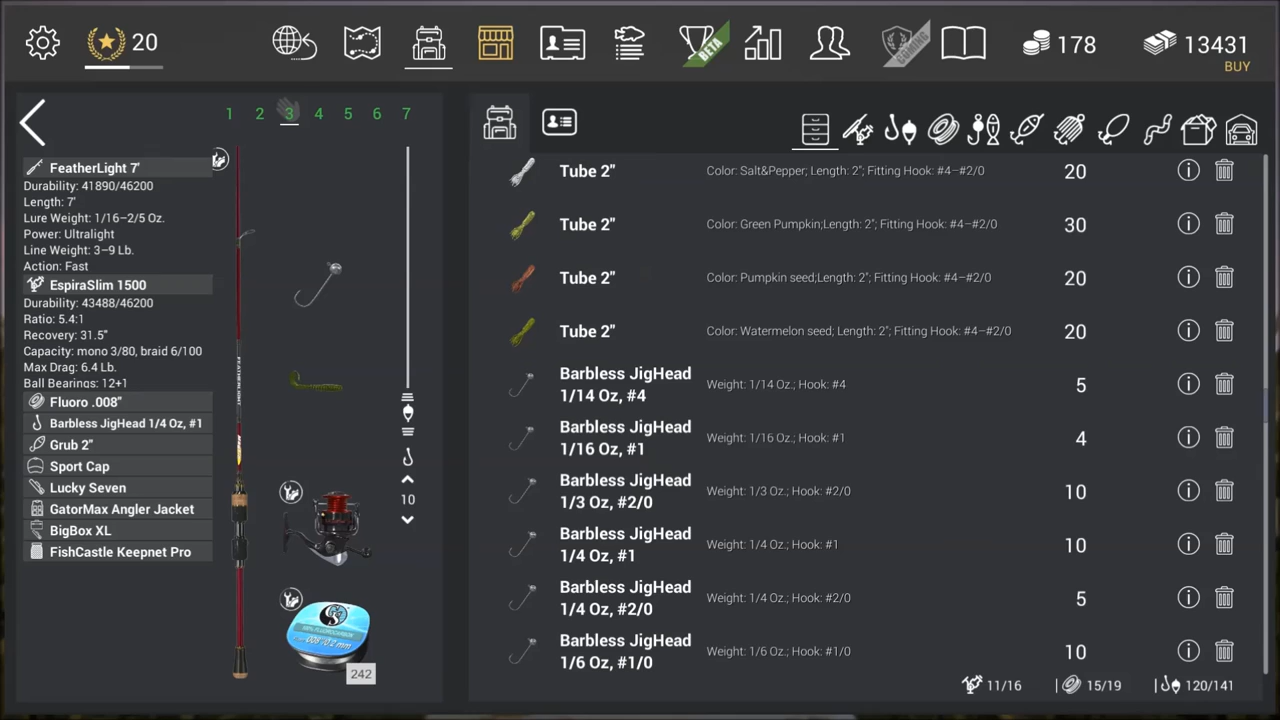 20
BETA
COMING
178
13431
BUY
1 2 3 4 5 6 7
FeatherLight 7'
Durability: 41890/46200
Length: 7'
Lure Weight: 1/16–2/5 Oz.
Power: Ultralight
Line Weight: 3–9 Lb.
Action: Fast
EspiraSlim 1500
Durability: 43488/46200
Ratio: 5.4:1
Recovery: 31.5"
Capacity: mono 3/80, braid 6/100
Max Drag: 6.4 Lb.
Ball Bearings: 12+1
Fluoro .008"
Barbless JigHead 1/4 Oz, #1
Grub 2"
Sport Cap
Lucky Seven
GatorMax Angler Jacket
BigBox XL
FishCastle Keepnet Pro
FEATHERLIGHT
10
242
Tube 2" Color: Salt&Pepper; Length: 2"; Fitting Hook: #4–#2/0 20
Tube 2" Color: Green Pumpkin;Length: 2"; Fitting Hook: #4–#2/0 30
Tube 2" Color: Pumpkin seed;Length: 2"; Fitting Hook: #4–#2/0 20
Tube 2" Color: Watermelon seed; Length: 2"; Fitting Hook: #4–#2/0 20
Barbless JigHead
1/14 Oz, #4 Weight: 1/14 Oz.; Hook: #4 5
Barbless JigHead
1/16 Oz, #1 Weight: 1/16 Oz.; Hook: #1 4
Barbless JigHead
1/3 Oz, #2/0 Weight: 1/3 Oz.; Hook: #2/0 10
Barbless JigHead
1/4 Oz, #1 Weight: 1/4 Oz.; Hook: #1 10
Barbless JigHead
1/4 Oz, #2/0 Weight: 1/4 Oz.; Hook: #2/0 5
Barbless JigHead
1/6 Oz, #1/0 Weight: 1/6 Oz.; Hook: #1/0 10
11/16 15/19 120/141